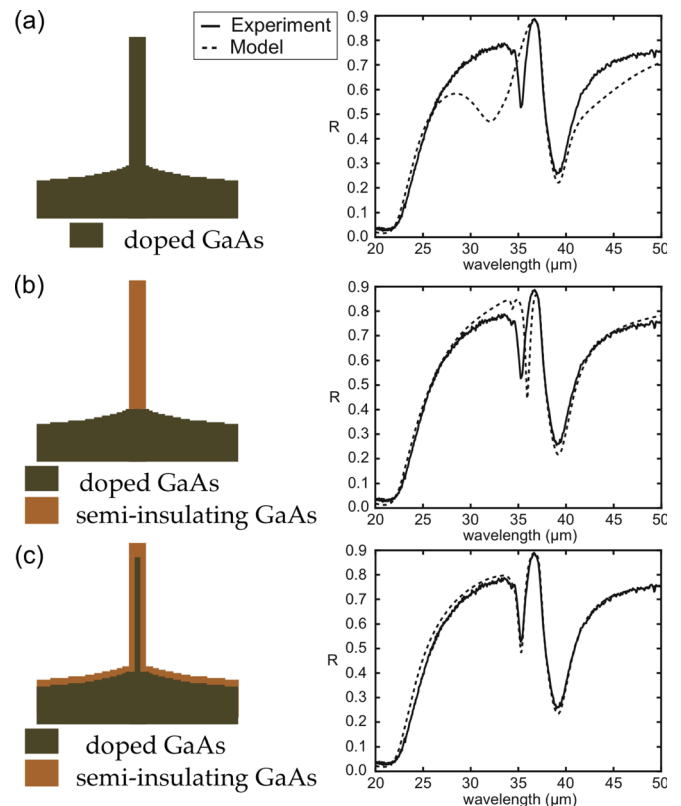 (a)
Experiment
Model
0.9
0.8
0.7
0.6
R 0.5
0.4
0.3
0.2
0.1
0.0
20 25 30 35 40 45 50
wavelength (µm)
doped GaAs
(b)
0.9
0.8
0.7
0.6
0.5
R 0.4
0.3
0.2
0.1
0.0
20 25 30 35 40 45 50
wavelength (µm)
doped GaAs
semi-insulating GaAs
(c)
0.9
0.8
0.7
0.6
0.5
R 0.4
0.3
0.2
0.1
0.0
20 25 30 35 40 45 50
wavelength (µm)
doped GaAs
semi-insulating GaAs